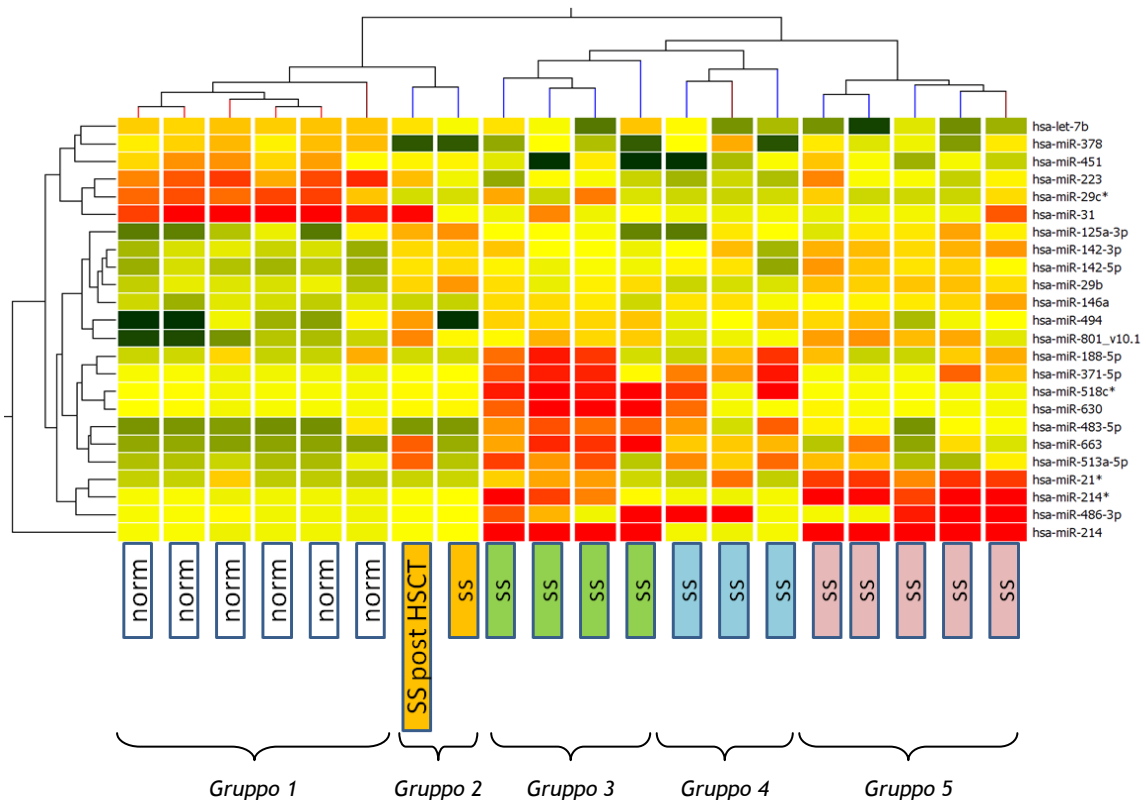 hsa-let-7b
hsa-miR-378
hsa-miR-451
hsa-miR-223
hsa-miR-29c*
hsa-miR-31
hsa-miR-125a-3p
hsa-miR-142-3p
hsa-miR-142-5p
hsa-miR-29b
hsa-miR-146a
hsa-miR-494
hsa-miR-801_v10.1
hsa-miR-188-5p
hsa-miR-371-5p
hsa-miR-518c*
hsa-miR-630
hsa-miR-483-5p
hsa-miR-663
hsa-miR-513a-5p
hsa-miR-21*
hsa-miR-214*
hsa-miR-486-3p
hsa-miR-214
norm
norm
norm
norm
norm
norm
SS post HSCT
SS
SS
SS
SS
SS
SS
SS
SS
SS
SS
SS
SS
SS
Gruppo 1
Gruppo 2
Gruppo 3
Gruppo 4
Gruppo 5